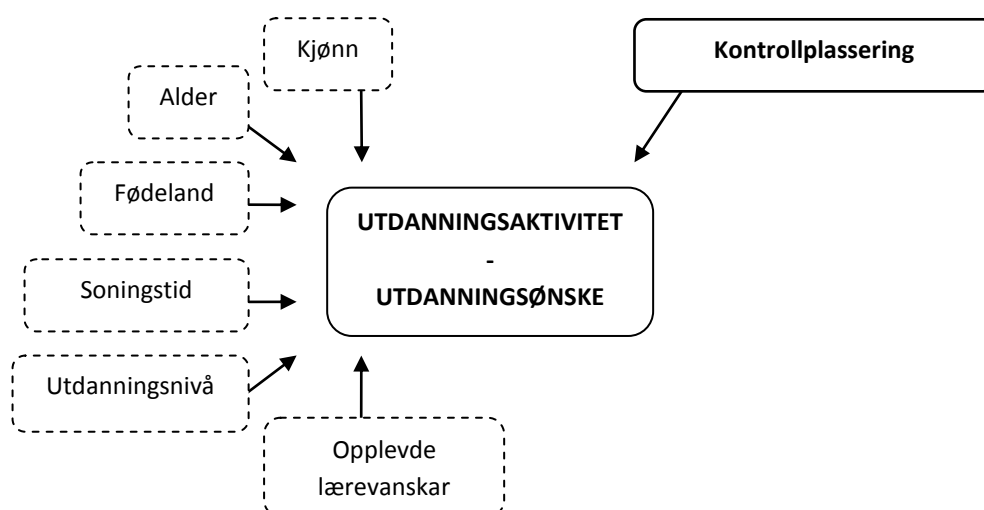 Kjønn
Kontrollplassering
Alder
Fødeland
UTDANNINGSAKTIVITET
-
UTDANNINGSØNSKE
Soningstid
Utdanningsnivå
Opplevde
lærevanskar